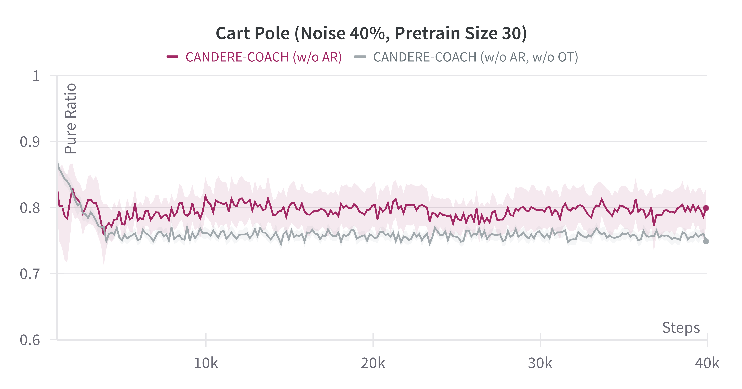 Cart Pole (Noise 40%, Pretrain Size 30)
CANDERE-COACH (w/o AR) CANDERE-COACH (w/o AR, w/o OT)
Pure Ratio
1
0.9
0.8
0.7
0.6
Steps
10k 20k 30k 40k